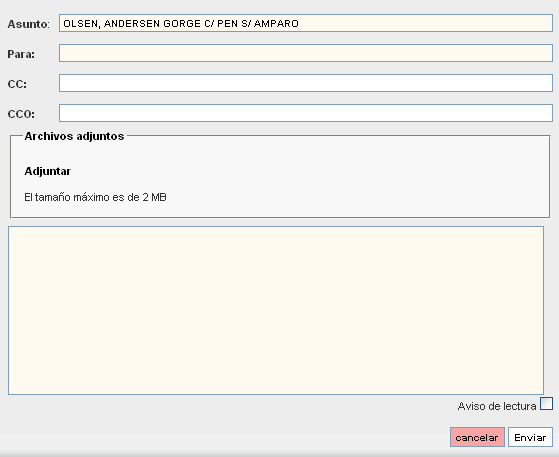 Asunto: OLSEN, ANDERSEN GORGE C/ PEN S/ AMPARO
Para:
CC:
CCO:
Archivos adjuntos
Adjuntar
El tamaño máximo es de 2 MB
Aviso de lectura
cancelar Enviar